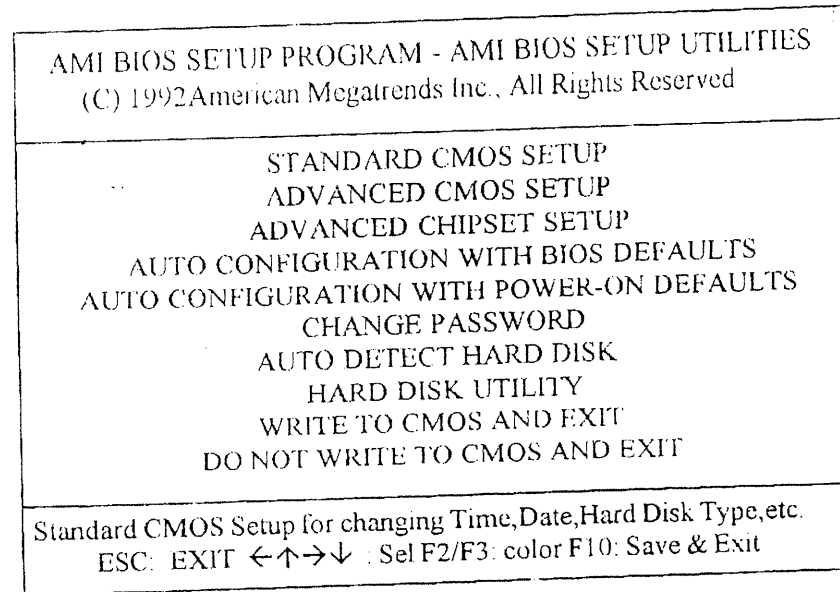 AMI BIOS SETUP PROGRAM - AMI BIOS SETUP UTILITIES
(C) 1992American Megatrends Inc., All Rights Reserved
STANDARD CMOS SETUP
ADVANCED CMOS SETUP
ADVANCED CHIPSET SETUP
AUTO CONFIGURATION WITH BIOS DEFAULTS
AUTO CONFIGURATION WITH POWER-ON DEFAULTS
CHANGE PASSWORD
AUTO DETECT HARD DISK
HARD DISK UTILITY
WRITE TO CMOS AND EXIT
DO NOT WRITE TO CMOS AND EXIT
Standard CMOS Setup for changing Time,Date,Hard Disk Type,etc.
ESC: EXIT ←↑→↓ : Sel F2/F3: color F10: Save & Exit